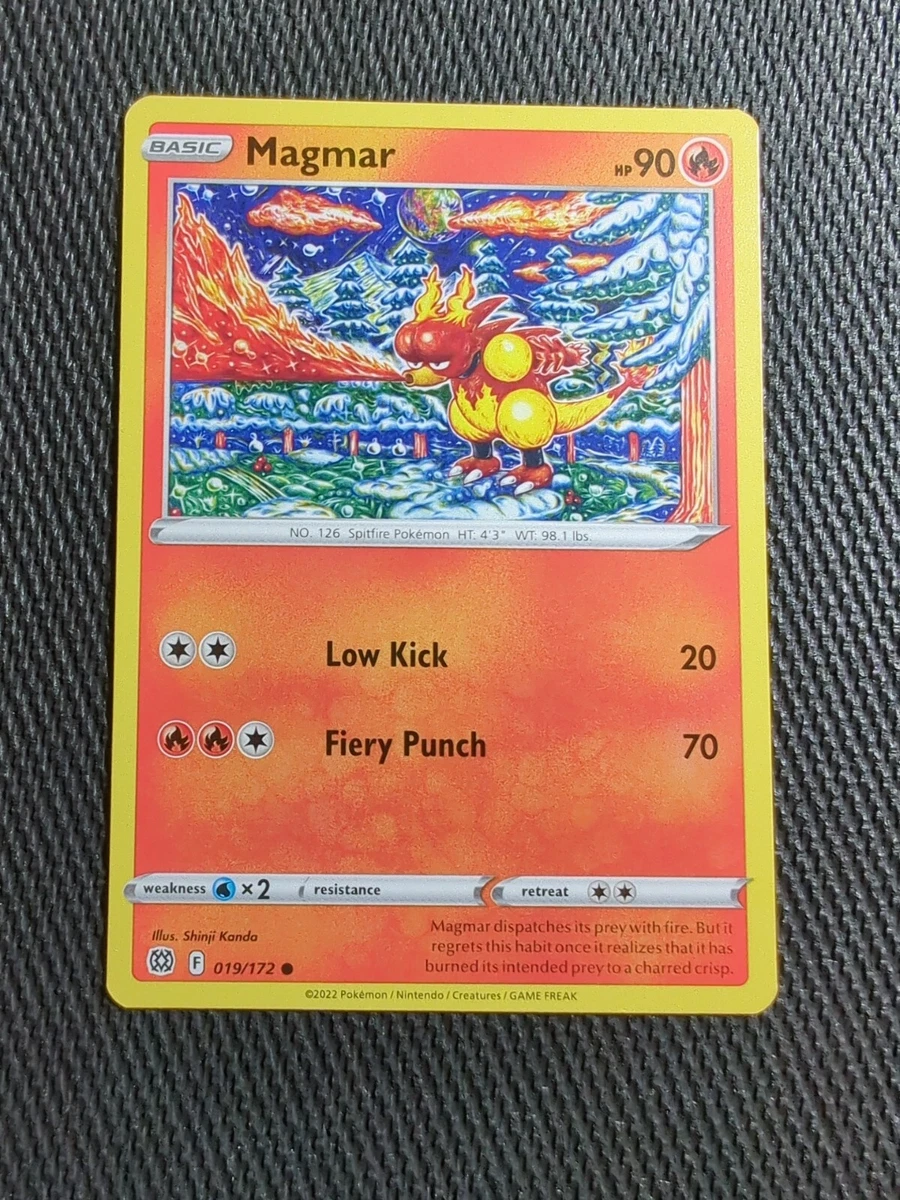 BASIC Magmar HP 90
NO. 126 Spitfire Pokémon HT: 4'3" WT: 98.1 lbs.
Low Kick 20
Fiery Punch 70
weakness ×2 resistance retreat
Illus. Shinji Kanda
Magmar dispatches its prey with fire. But it
regrets this habit once it realizes that it has
burned its intended prey to a charred crisp.
F 019/172
©2022 Pokémon / Nintendo / Creatures / GAME FREAK